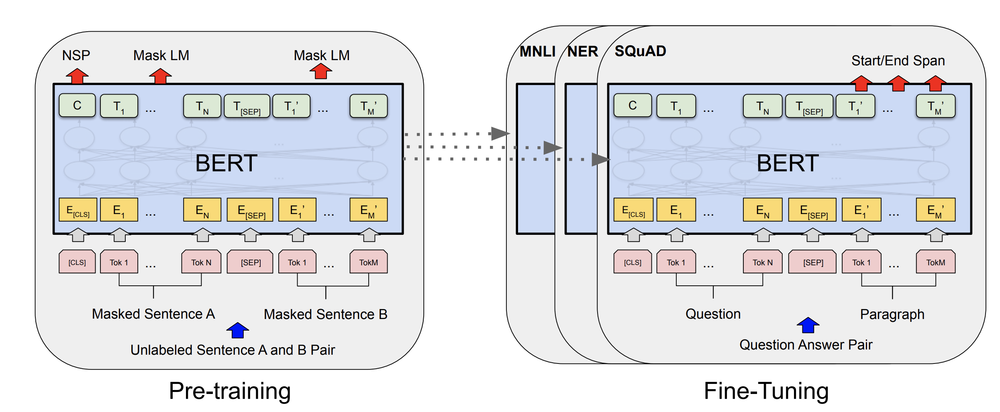 NSP Mask LM Mask LM
C T1 ... TN T[SEP] T1’ ... TM’
...
BERT
...
E[CLS] E1 ... EN E[SEP] E1’ ... EM’
[CLS] Tok 1 ... Tok N [SEP] Tok 1 ... TokM
Masked Sentence A Masked Sentence B
Unlabeled Sentence A and B Pair
Pre-training
MNLI NER SQuAD
Start/End Span
C T1 ... TN T[SEP] T1’ ... TM’
...
BERT
...
E[CLS] E1 ... EN E[SEP] E1’ ... EM’
[CLS] Tok 1 ... Tok N [SEP] Tok 1 ... TokM
Question Paragraph
Question Answer Pair
Fine-Tuning